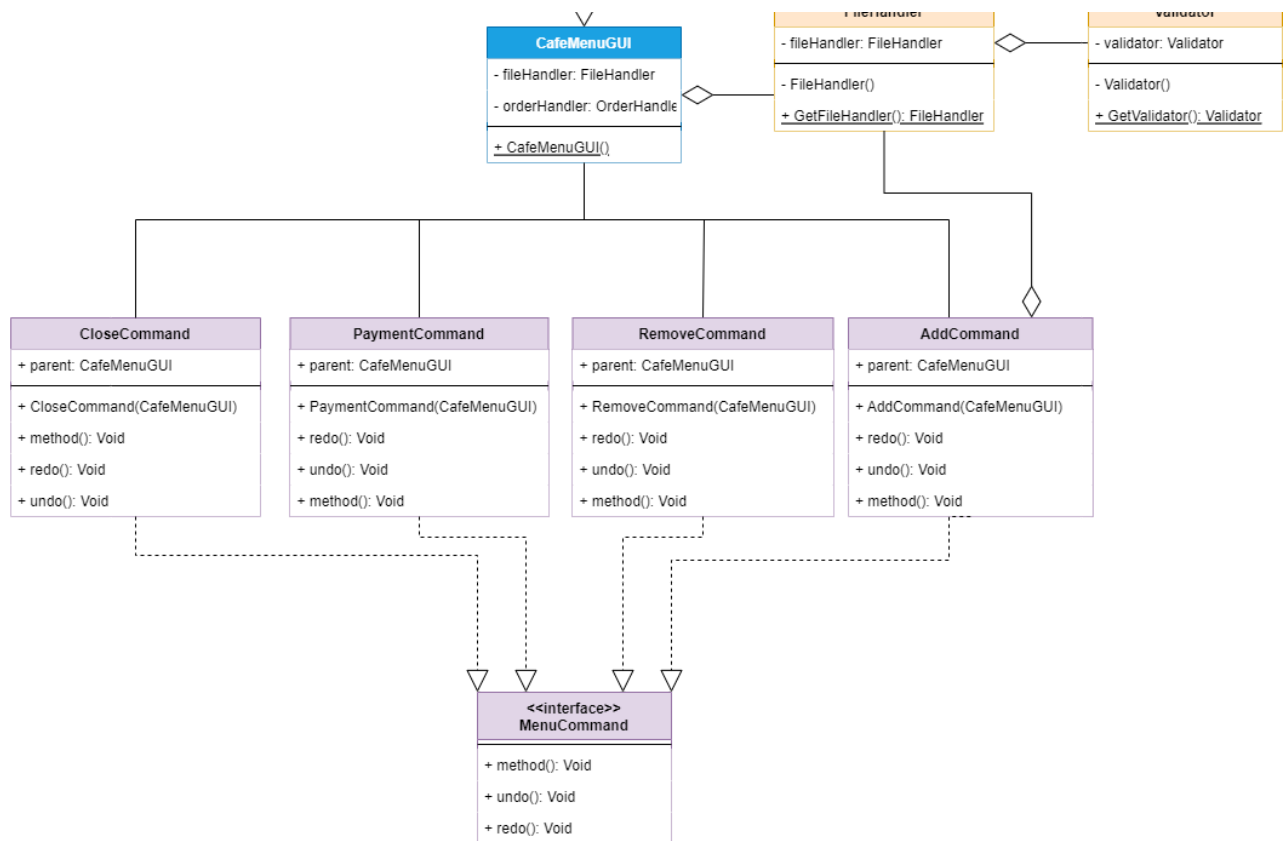 FileHandler
Validator
CafeMenuGUI
- fileHandler: FileHandler
- orderHandler: OrderHandle
+ CafeMenuGUI()
- fileHandler: FileHandler
- FileHandler()
+ GetFileHandler(): FileHandler
- validator: Validator
- Validator()
+ GetValidator(): Validator
CloseCommand
+ parent: CafeMenuGUI
+ CloseCommand(CafeMenuGUI)
+ method(): Void
+ redo(): Void
+ undo(): Void
PaymentCommand
+ parent: CafeMenuGUI
+ PaymentCommand(CafeMenuGUI)
+ redo(): Void
+ undo(): Void
+ method(): Void
RemoveCommand
+ parent: CafeMenuGUI
+ RemoveCommand(CafeMenuGUI)
+ redo(): Void
+ undo(): Void
+ method(): Void
AddCommand
+ parent: CafeMenuGUI
+ AddCommand(CafeMenuGUI)
+ redo(): Void
+ undo(): Void
+ method(): Void
<<interface>>
MenuCommand
+ method(): Void
+ undo(): Void
+ redo(): Void